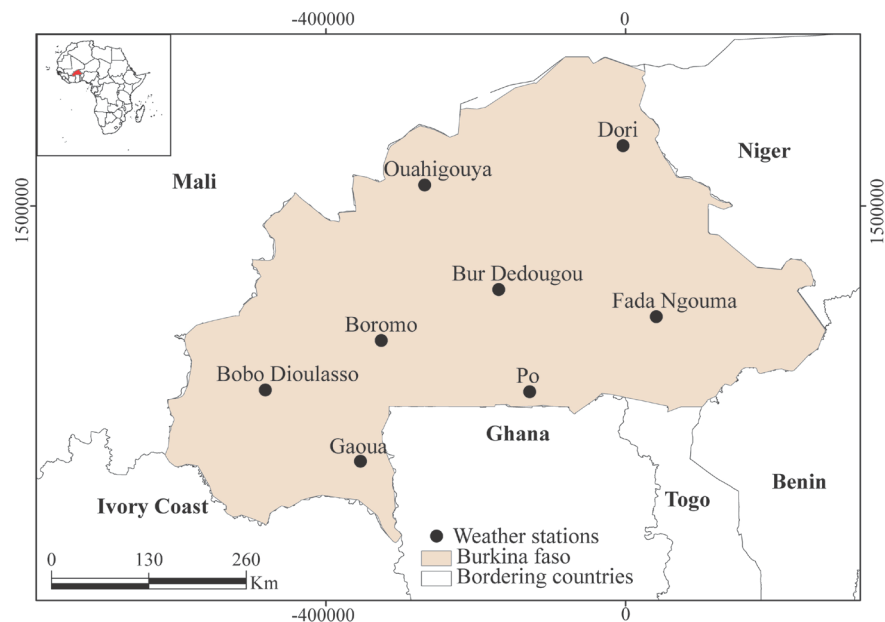 -400000 0
Dori
Niger
Ouahigouya
Mali
1500000 1500000
Bur Dedougou
Fada Ngouma
Boromo
Bobo Dioulasso
Po
Ghana
Gaoua
Benin
Togo
Ivory Coast
Weather stations
Burkina faso
Bordering countries
0 130 260
Km
-400000 0